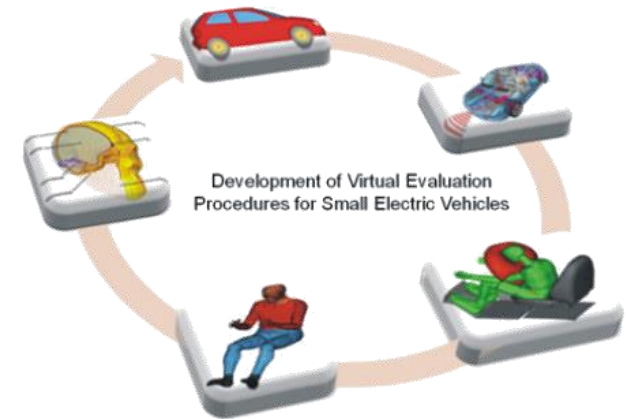 Development of Virtual Evaluation
Procedures for Small Electric Vehicles